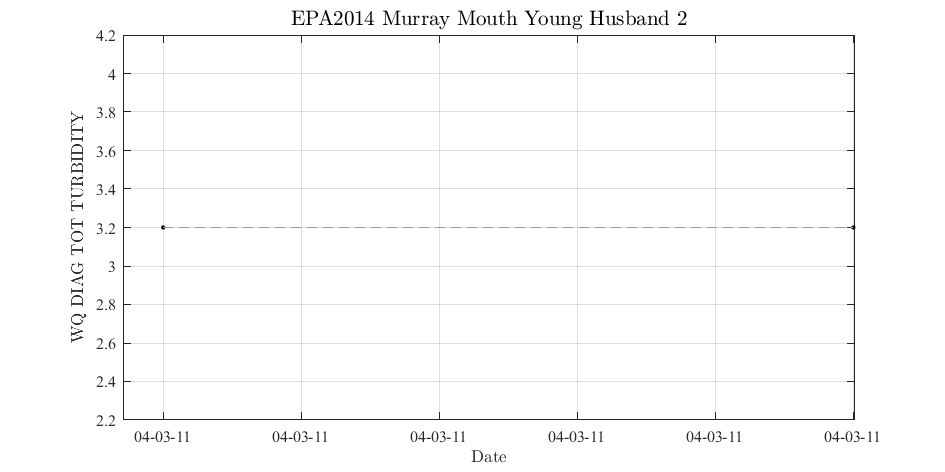 EPA2014 Murray Mouth Young Husband 2
WQ DIAG TOT TURBIDITY
4.2
4
3.8
3.6
3.4
3.2
3
2.8
2.6
2.4
2.2
04-03-11 04-03-11 04-03-11 04-03-11 04-03-11 04-03-11
Date